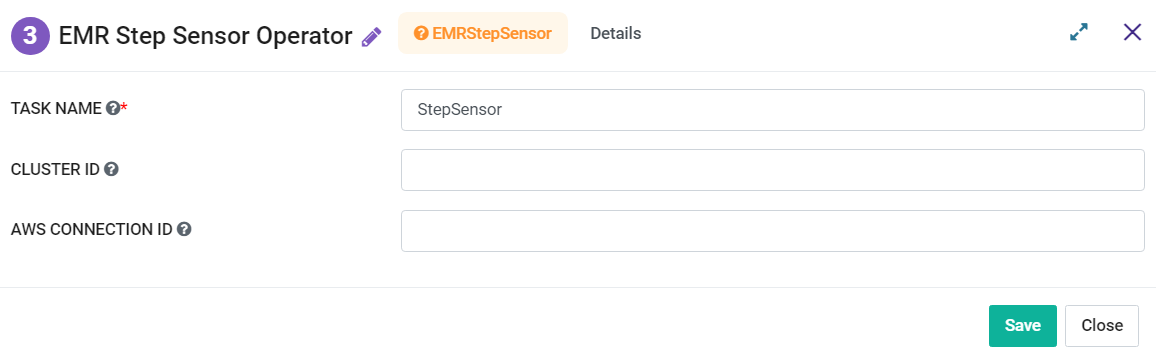 3 EMR Step Sensor Operator EMRStepSensor Details
TASK NAME * StepSensor
CLUSTER ID
AWS CONNECTION ID
Save Close